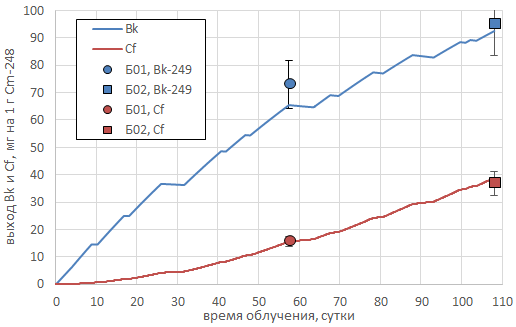 100
90
80
70
60
50
40
30
20
10
0
выход Bk и Cf, мг на 1 г Cm-248
Bk
Cf
Б01, Bk-249
Б02, Bk-249
Б01, Cf
Б02, Cf
0 10 20 30 40 50 60 70 80 90 100 110
время облучения, сутки